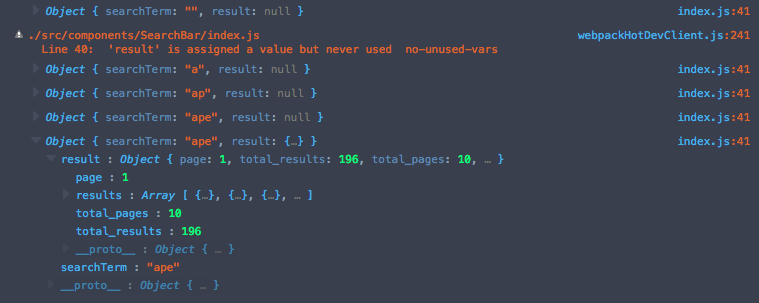 Object { searchTerm: "", result: null } index.js:41
./src/components/SearchBar/index.js webpackHotDevClient.js:241
Line 40: 'result' is assigned a value but never used no-unused-vars
Object { searchTerm: "a", result: null } index.js:41
Object { searchTerm: "ap", result: null } index.js:41
Object { searchTerm: "ape", result: null } index.js:41
Object { searchTerm: "ape", result: {…} } index.js:41
result : Object { page: 1, total_results: 196, total_pages: 10, … }
page : 1
results : Array [ {…}, {…}, {…}, … ]
total_pages : 10
total_results : 196
__proto__ : Object { … }
searchTerm : "ape"
__proto__ : Object { … }